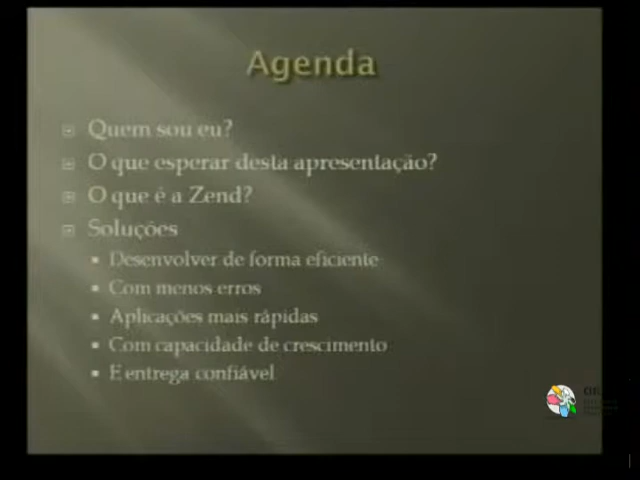 Agenda
Quem sou eu?
O que esperar desta apresentação?
O que é a Zend?
Soluções
Desenvolver de forma eficiente
Com menos erros
Aplicações mais rápidas
Com capacidade de crescimento
E entrega confiável